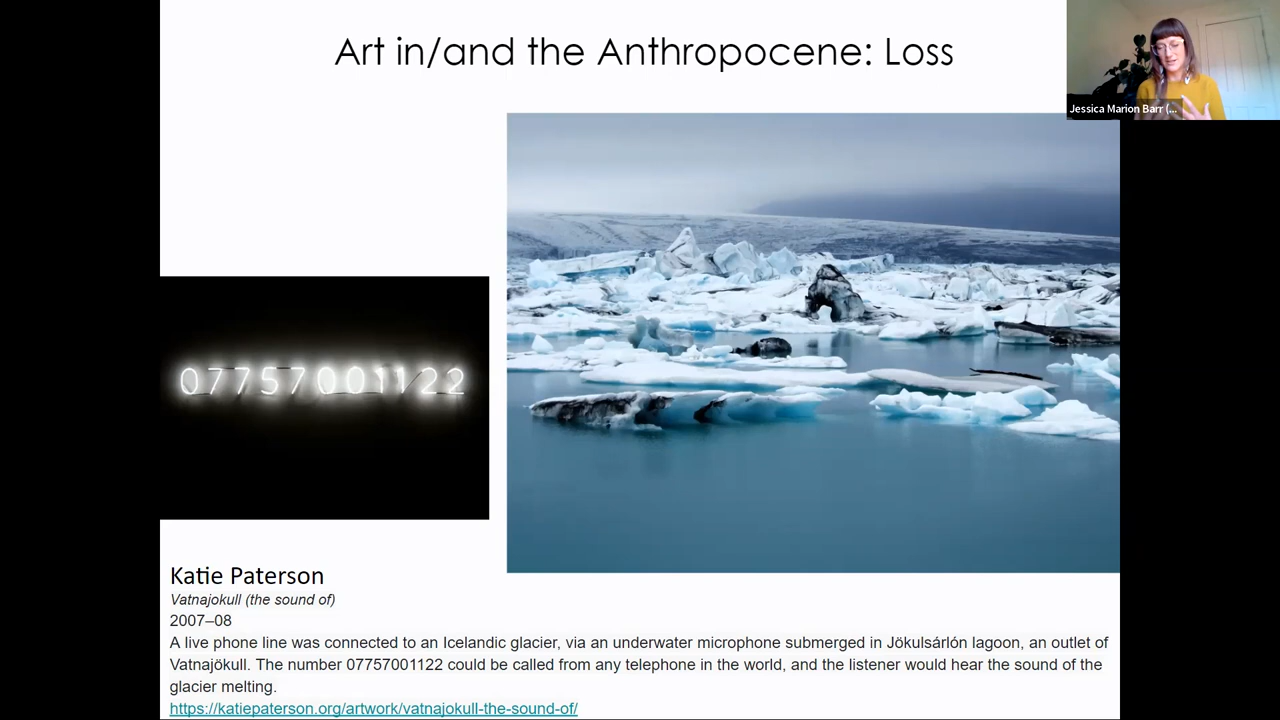 Art in/and the Anthropocene: Loss
Jessica Marion Barr (...
07757001122
Katie Paterson
Vatnajokull (the sound of)
2007–08
A live phone line was connected to an Icelandic glacier, via an underwater microphone submerged in Jökulsárlón lagoon, an outlet of
Vatnajökull. The number 07757001122 could be called from any telephone in the world, and the listener would hear the sound of the
glacier melting.
https://katiepaterson.org/artwork/vatnajokull-the-sound-of/